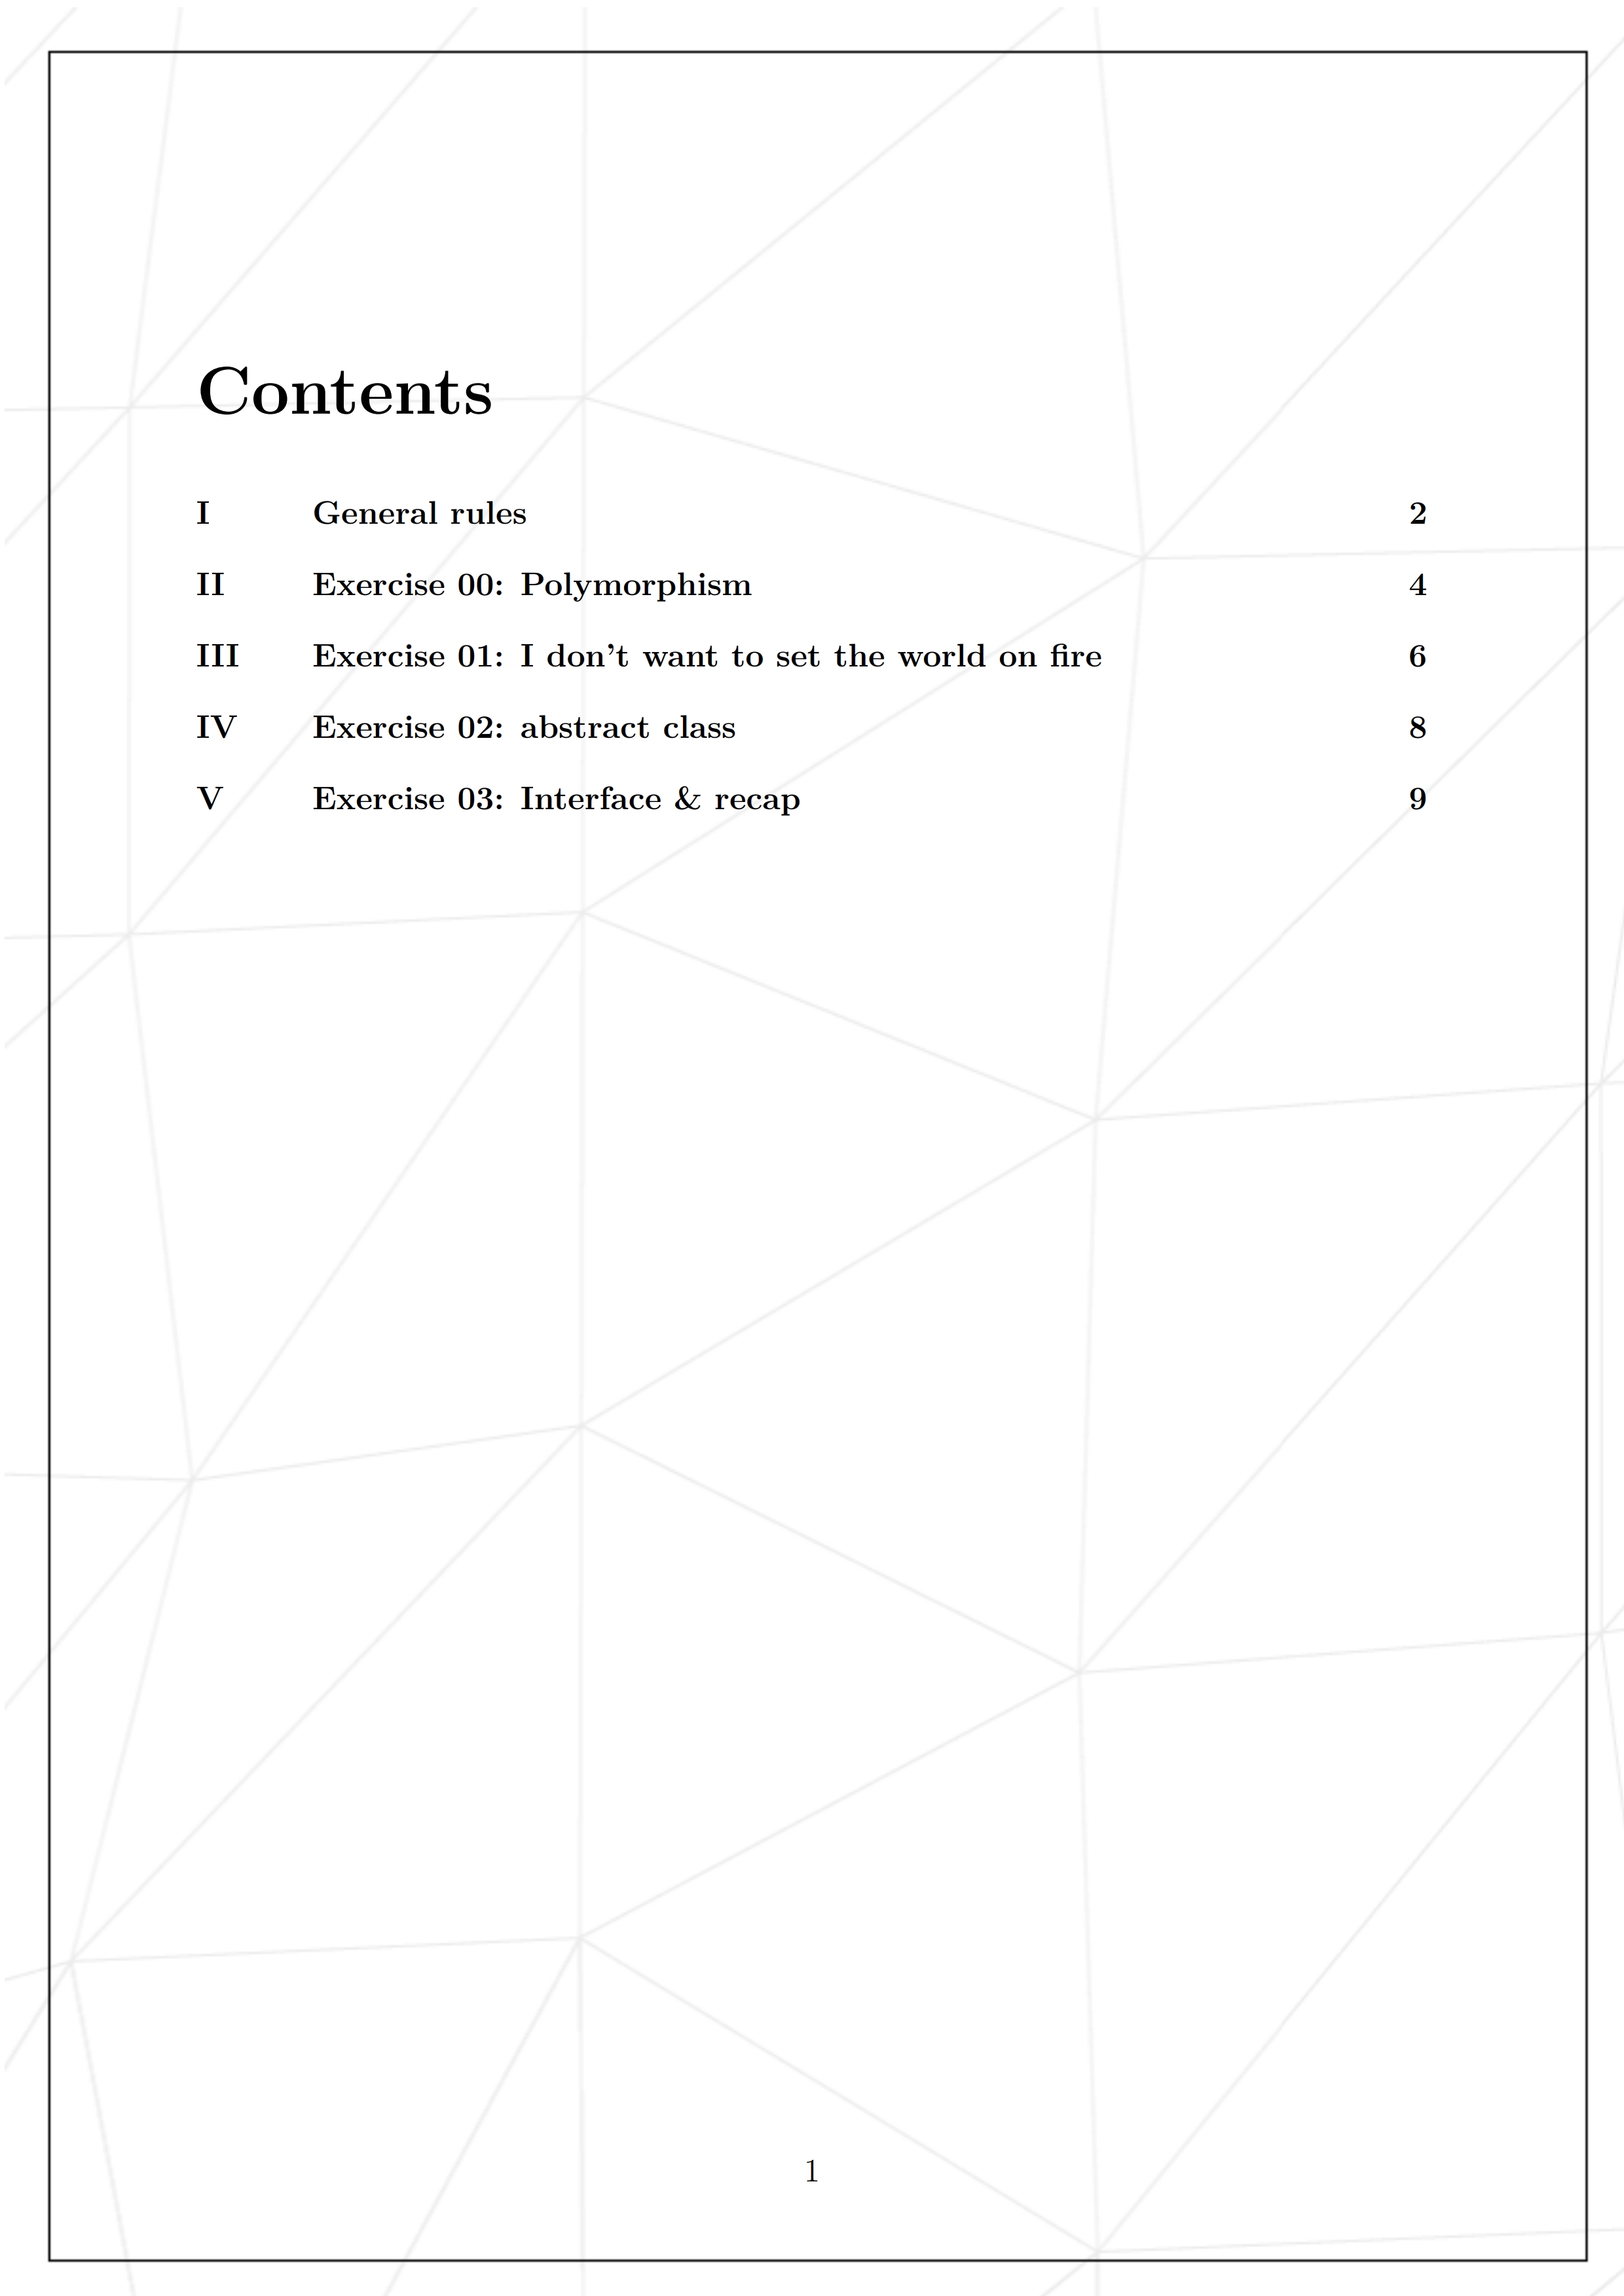 Contents
I General rules 2
II Exercise 00: Polymorphism 4
III Exercise 01: I don't want to set the world on fire 6
IV Exercise 02: abstract class 8
V Exercise 03: Interface & recap 9
1